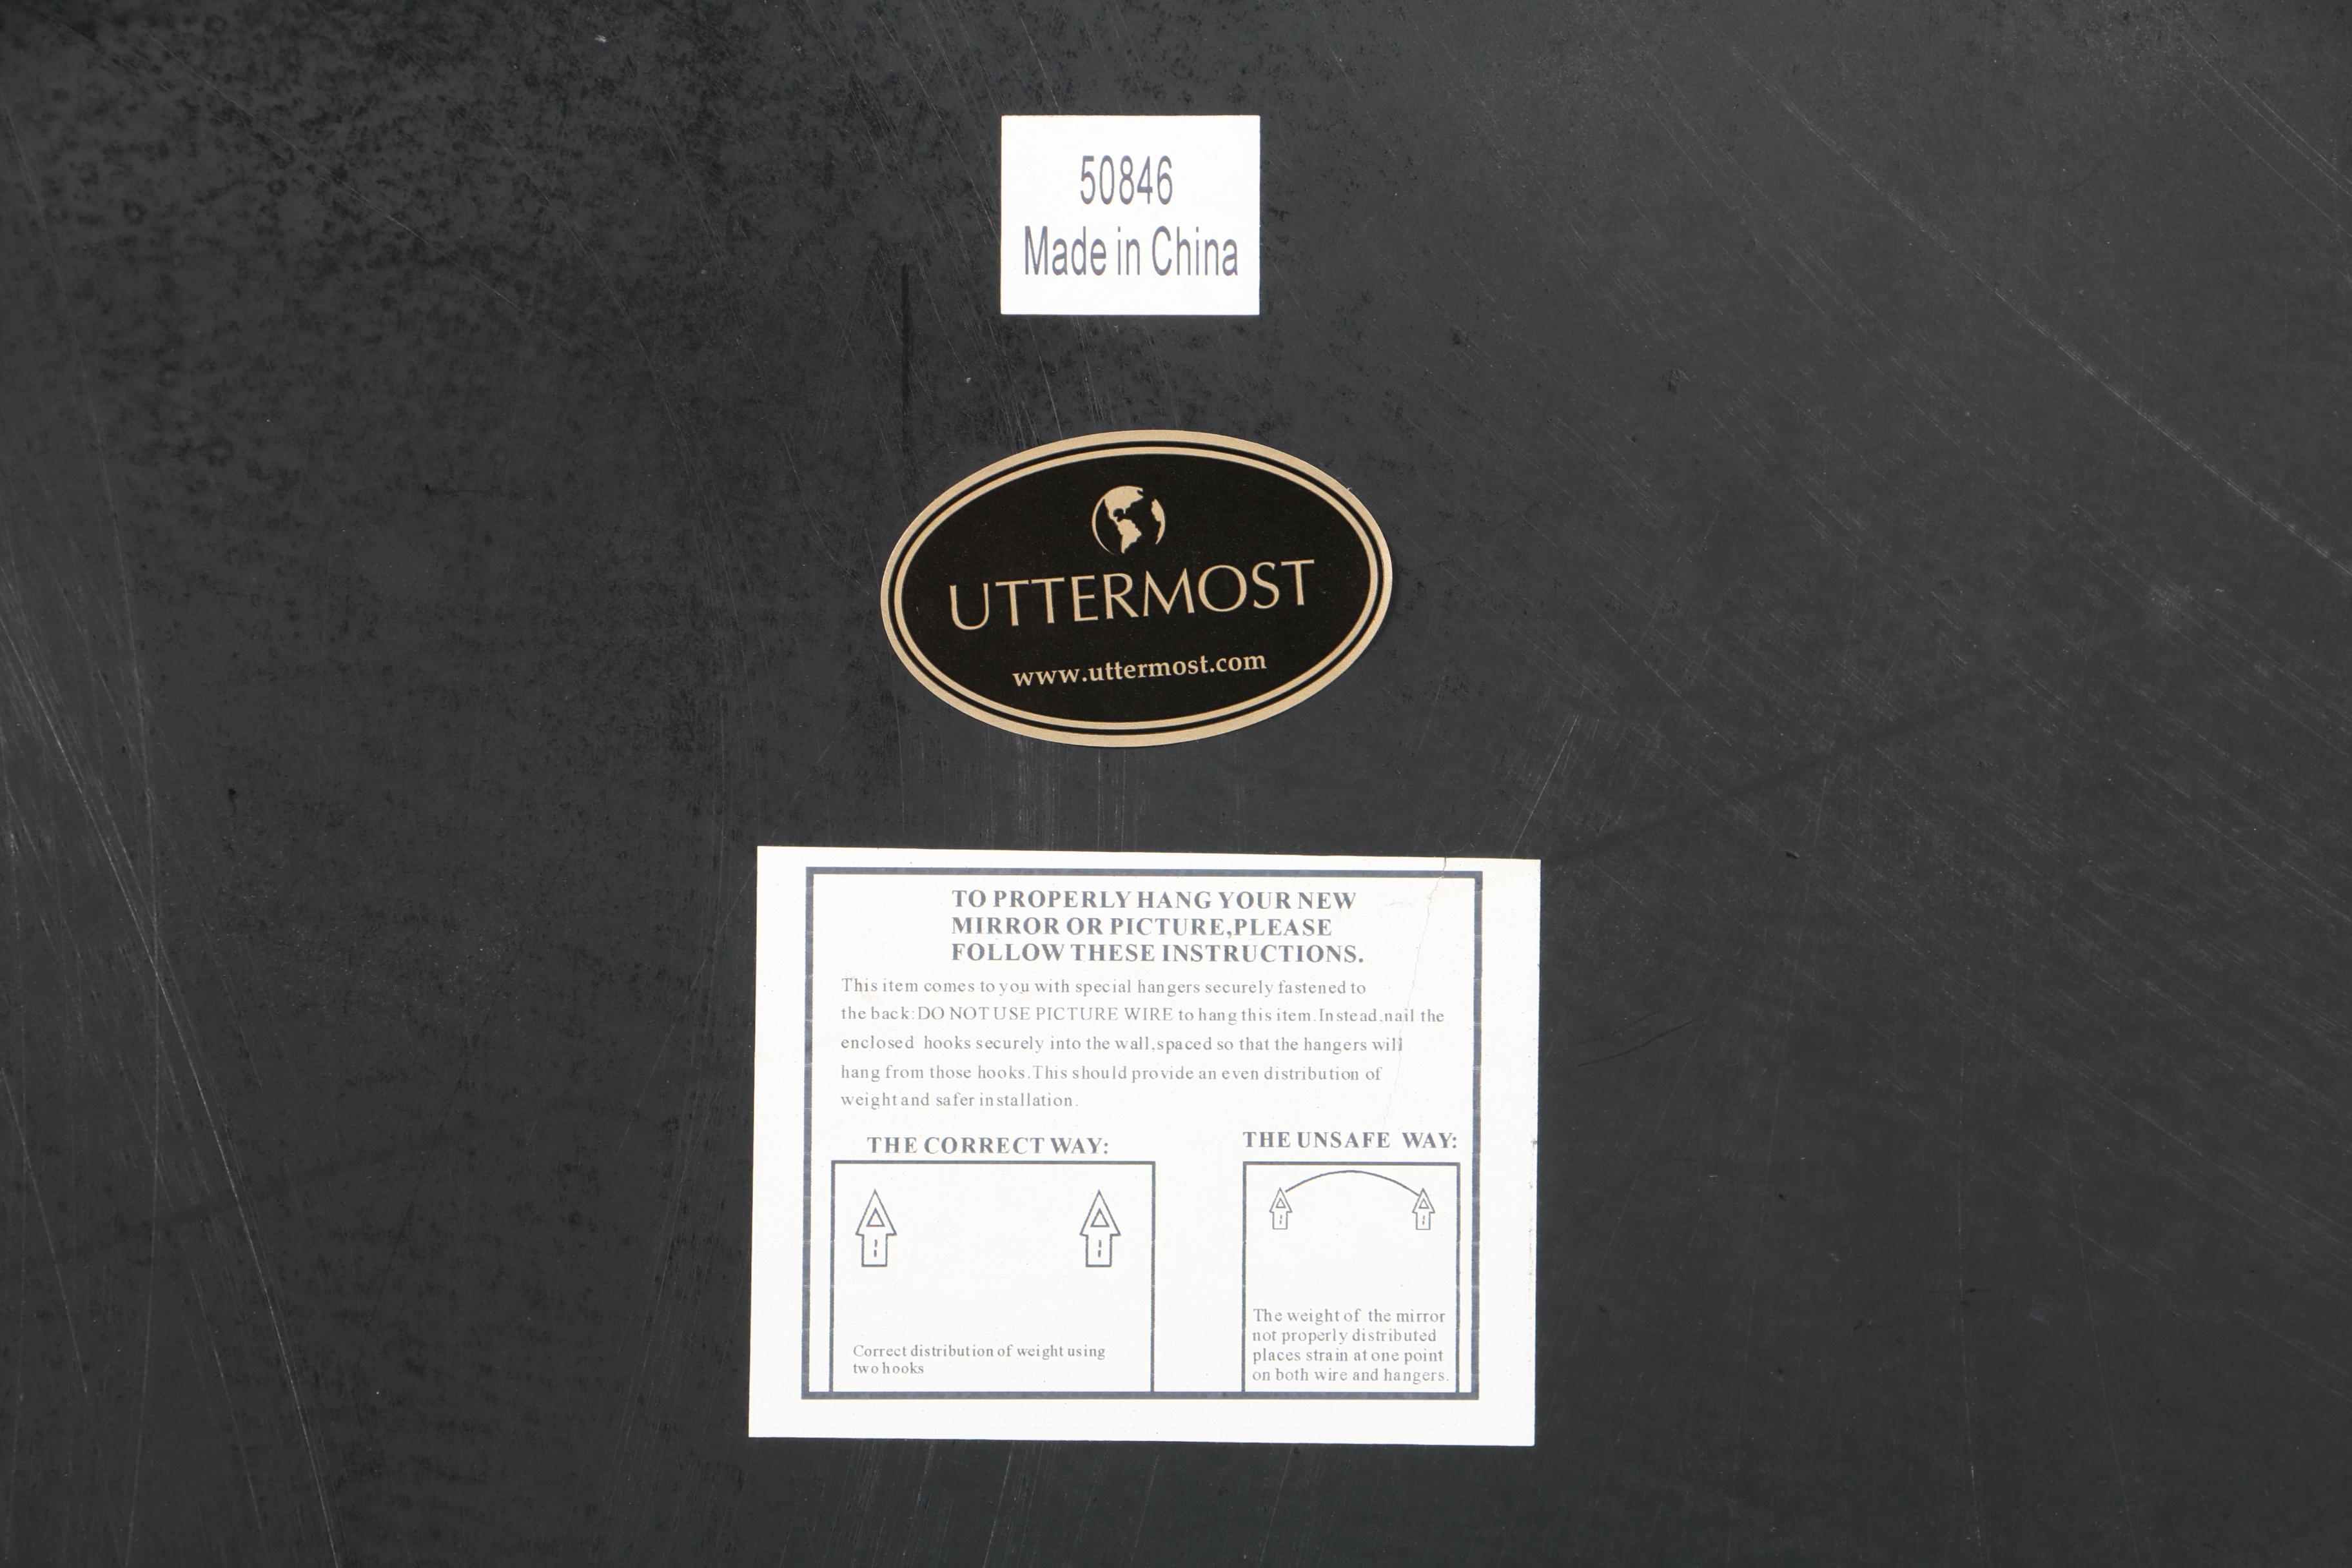 50846
Made in China
UTTERMOST
www.uttermost.com
TO PROPERLY HANG YOUR NEW
MIRROR OR PICTURE,PLEASE
FOLLOW THESE INSTRUCTIONS.
This item comes to you with special hangers securely fastened to
the back:DO NOT USE PICTURE WIRE to hang this item.Instead.nail the
enclosed hooks securely into the wall,spaced so that the hangers will
hang from those hooks.This should provide an even distribution of
weight and safer installation.
THE CORRECT WAY:
Correct distribution of weight using
two hooks
THE UNSAFE WAY:
The weight of the mirror
not properly distributed
places strain at one point
on both wire and hangers.